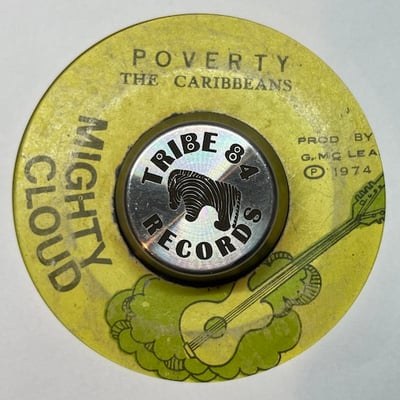 POVERTY
THE CARIBBEANS
MIGHTY
CLOUD
PROD BY
G. MC LEA
℗ 1974
TRIBE 84
RECORDS